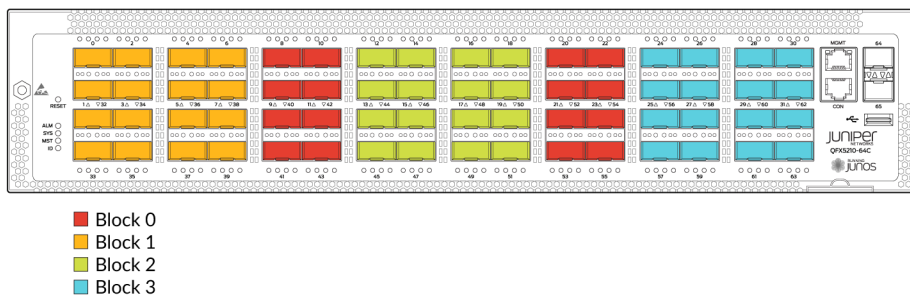 0 2 4 6 8 10 12 14 16 18 20 22 24 26 28 30 MGMT 64
RESET 1△ ▽32 3△ ▽34 5△ ▽36 7△ ▽38 9△ ▽40 11△ ▽42 13△ ▽44 15△ ▽46 17△ ▽48 19△ ▽50 21△ ▽52 23△ ▽54 25△ ▽56 27△ ▽58 29△ ▽60 31△ ▽62 CON 65
ALM
SYS
MST
ID
JUNIPER
NETWORKS
QFX5210-64C
RUNNING
JUNOS
33 35 37 39 41 43 45 47 49 51 53 55 57 59 61 63
Block 0
Block 1
Block 2
Block 3